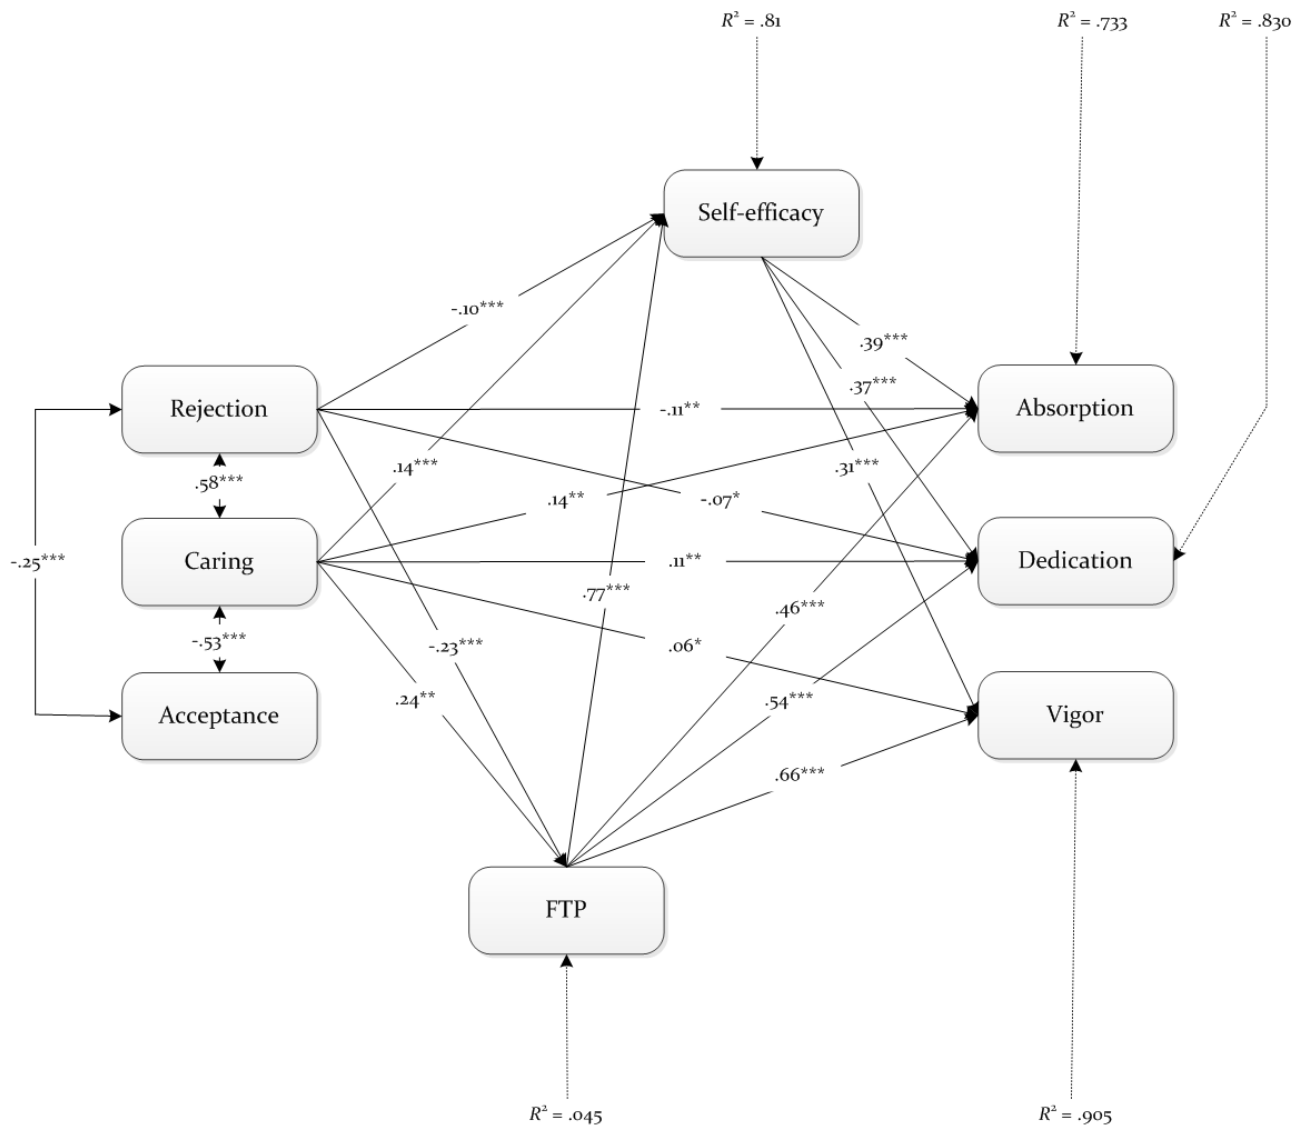 R² = .81
R² = .733
R² = .830
Self-efficacy
-.10***
.39***
.37***
Rejection
-.11**
Absorption
.14***
.31***
.58***
.14**
-.07*
-.25***
Caring
.11**
Dedication
.77***
.46***
-.53***
-.23***
.06*
.24**
.54***
Acceptance
Vigor
.66***
FTP
R² = .045
R² = .905